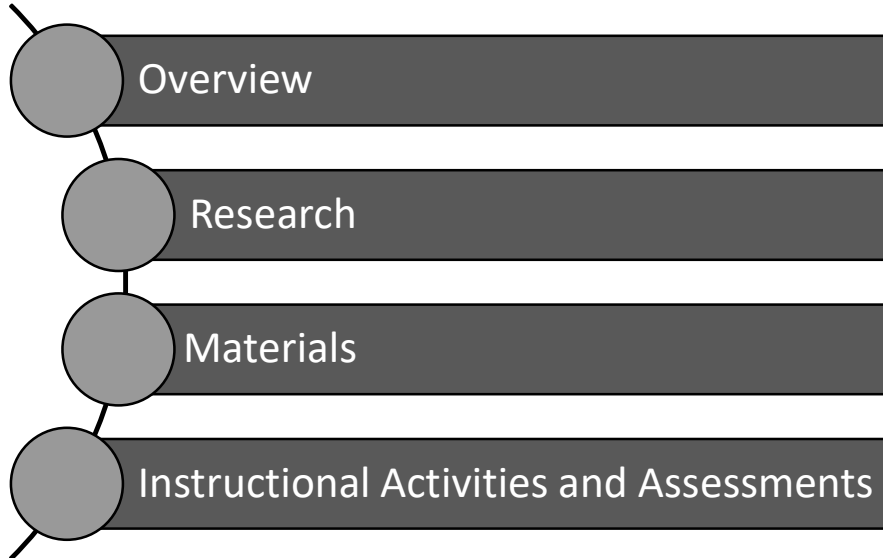 Overview
Research
Materials
Instructional Activities and Assessments